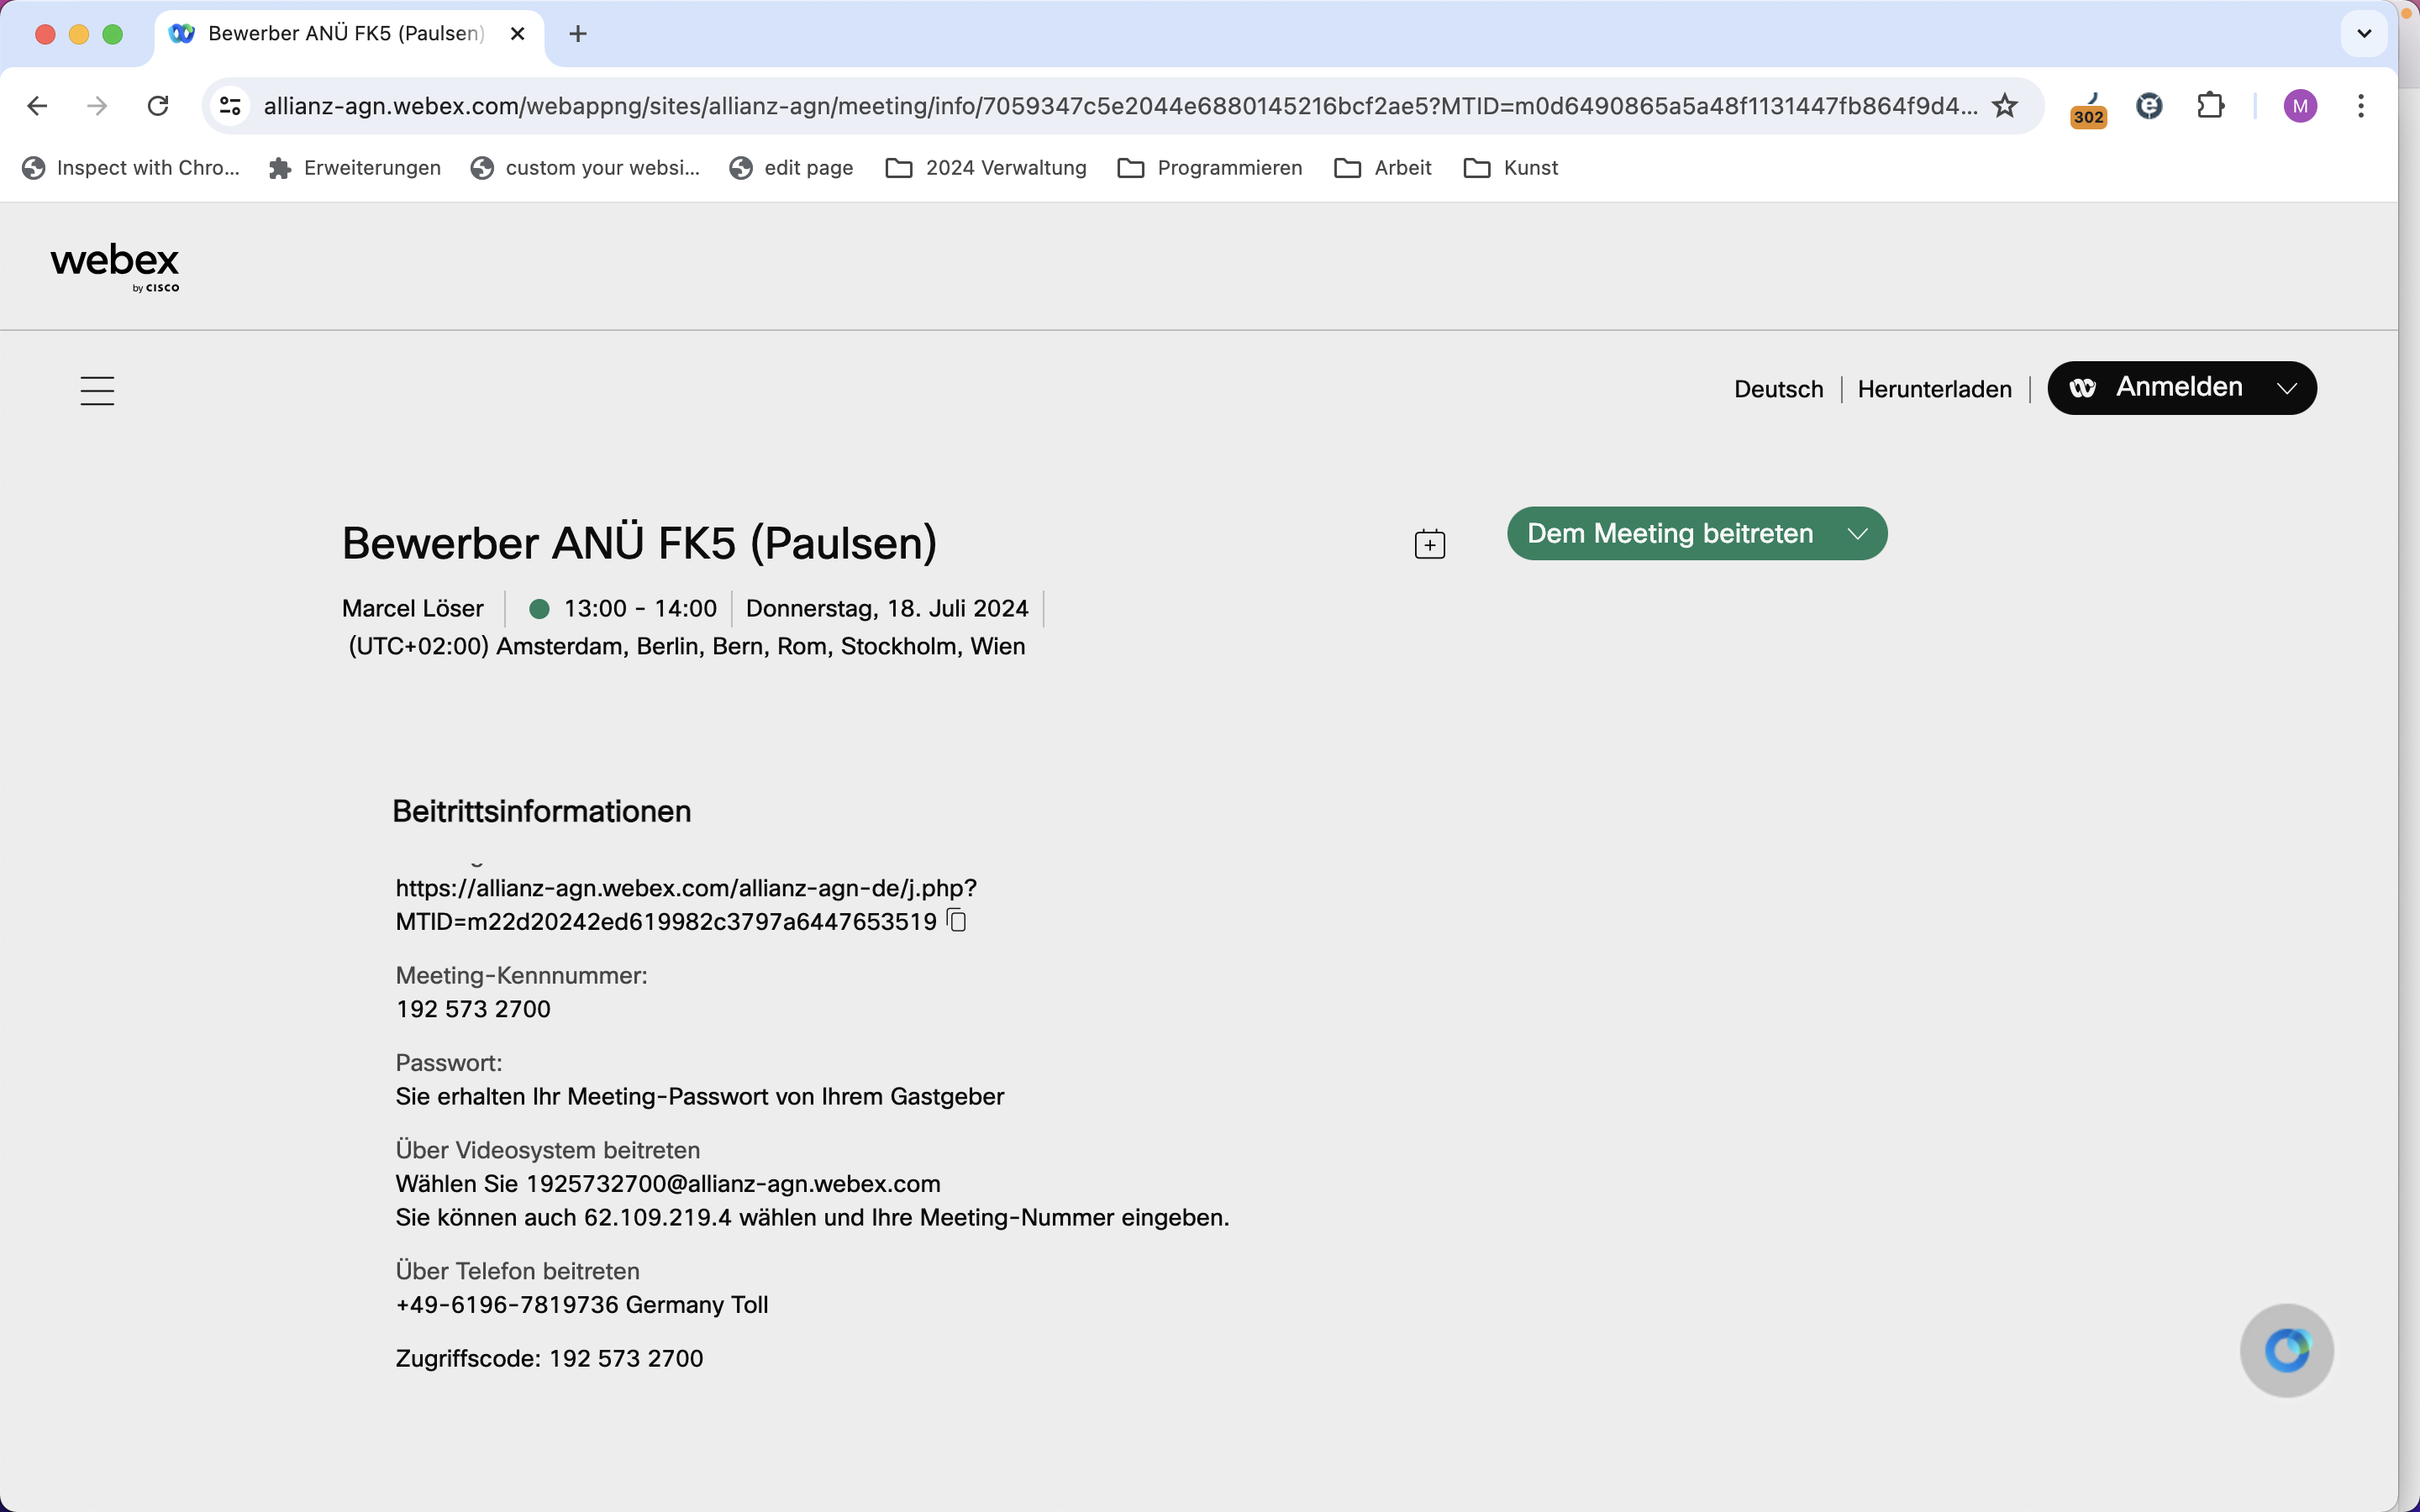 Bewerber ANÜ FK5 (Paulsen)
allianz-agn.webex.com/webappng/sites/allianz-agn/meeting/info/7059347c5e2044e6880145216bcf2ae5?MTID=m0d6490865a5a48f1131447fb864f9d4...
302
M
Inspect with Chro...
Erweiterungen
custom your websi...
edit page
2024 Verwaltung
Programmieren
Arbeit
Kunst
webex
by CISCO
Deutsch
Herunterladen
Anmelden
Bewerber ANÜ FK5 (Paulsen)
Dem Meeting beitreten
Marcel Löser
13:00 - 14:00
Donnerstag, 18. Juli 2024
(UTC+02:00) Amsterdam, Berlin, Bern, Rom, Stockholm, Wien
Beitrittsinformationen
https://allianz-agn.webex.com/allianz-agn-de/j.php?
MTID=m22d20242ed619982c3797a6447653519
Meeting-Kennnummer:
192 573 2700
Passwort:
Sie erhalten Ihr Meeting-Passwort von Ihrem Gastgeber
Über Videosystem beitreten
Wählen Sie 1925732700@allianz-agn.webex.com
Sie können auch 62.109.219.4 wählen und Ihre Meeting-Nummer eingeben.
Über Telefon beitreten
+49-6196-7819736 Germany Toll
Zugriffscode: 192 573 2700